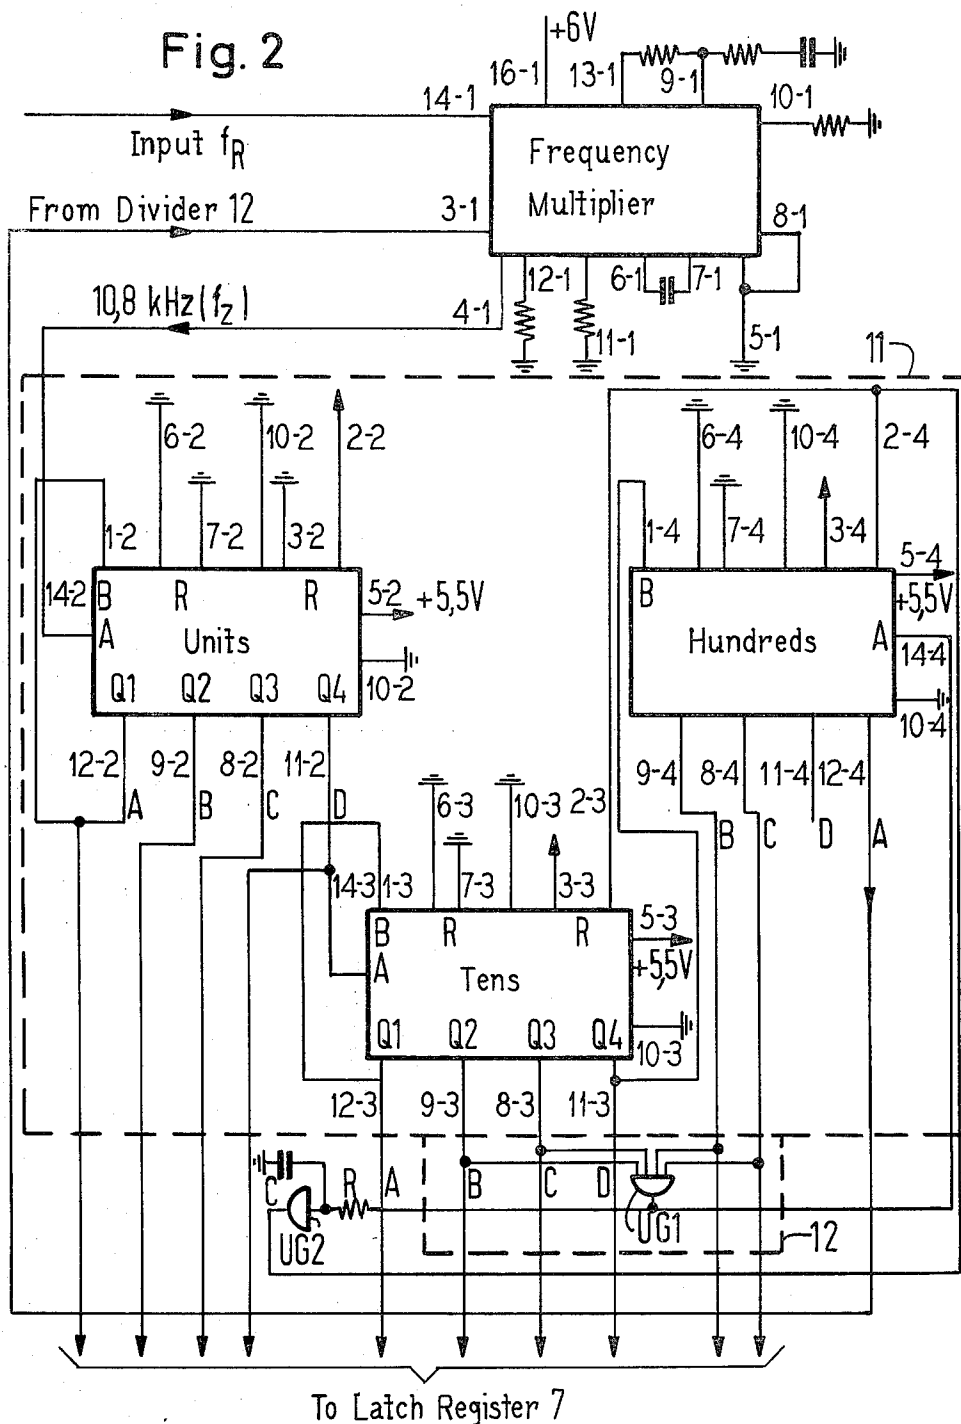 Fig. 2
+6V
16-1
13-1
9-1
10-1
14-1
Input fR
Frequency
Multiplier
From Divider 12
3-1
8-1
12-1
6-1
7-1
10,8 kHz (fz)
4-1
11-1
5-1
11
6-2
10-2
2-2
6-4
10-4
2-4
1-2
7-2
3-2
1-4
7-4
3-4
5-4
14-2
B
R
R
5-2
+5,5V
B
+5,5V
A
Units
Hundreds
A
14-4
Q1
Q2
Q3
Q4
10-2
10-4
12-2
9-2
8-2
11-2
9-4
8-4
11-4
12-4
A
B
C
D
6-3
10-3
2-3
B
C
D
A
14-3
1-3
7-3
3-3
B
R
R
5-3
A
Tens
+5,5V
Q1
Q2
Q3
Q4
10-3
12-3
9-3
8-3
11-3
C
R
A
B
C
D
UG2
UG1
12
To Latch Register 7